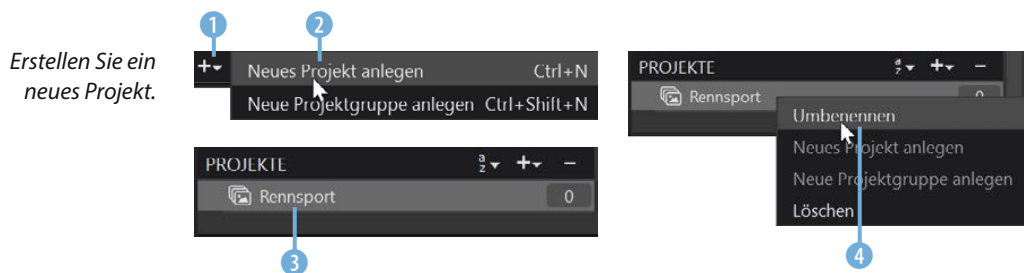 1
2
Erstellen Sie ein
neues Projekt.
Neues Projekt anlegen Ctrl+N
Neue Projektgruppe anlegen Ctrl+Shift+N
PROJEKTE a z + −
Rennsport 0
3
PROJEKTE a z + −
Rennsport 0
Umbenennen
Neues Projekt anlegen
Neue Projektgruppe anlegen
Löschen
4